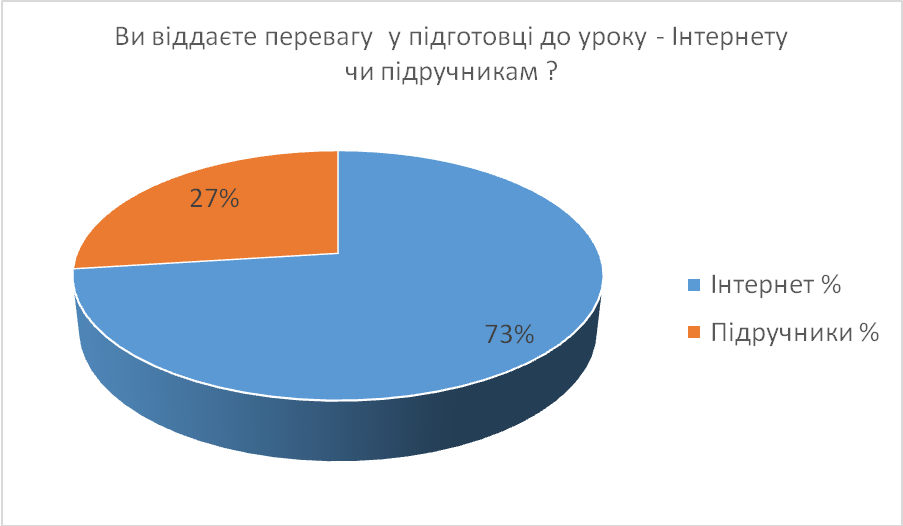 Ви віддаєте перевагу  у підготовці до уроку - Інтернету
чи підручникам ?
27%
73%
Інтернет %
Підручники %